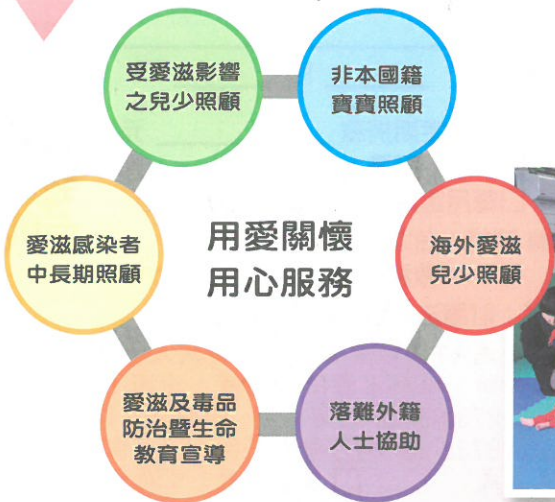 受愛滋影響
之兒少照顧
非本國籍
寶寶照顧
愛滋感染者
中長期照顧
用愛關懷
用心服務
海外愛滋
兒少照顧
愛滋及毒品
防治暨生命
教育宣導
落難外籍
人士協助